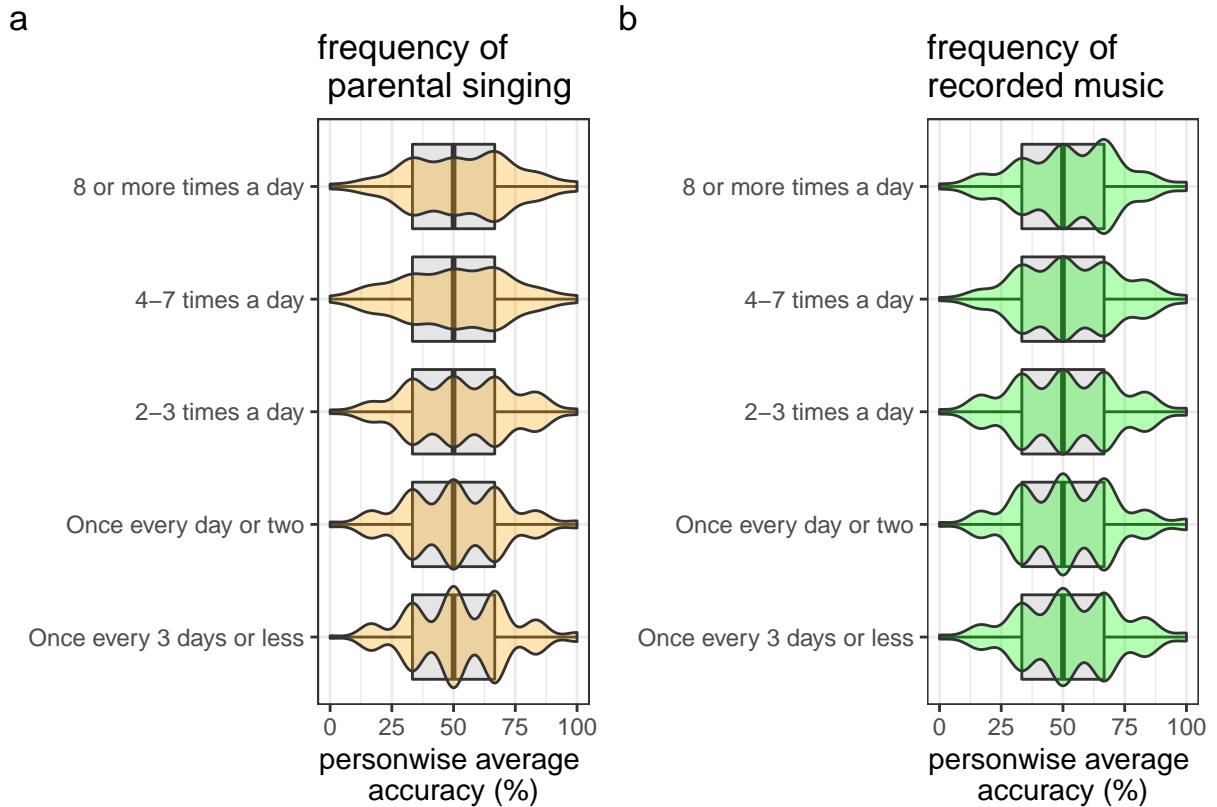 a
frequency of
parental singing
8 or more times a day
4–7 times a day
2–3 times a day
Once every day or two
Once every 3 days or less
0 25 50 75 100
personwise average
accuracy (%)
b
frequency of
recorded music
8 or more times a day
4–7 times a day
2–3 times a day
Once every day or two
Once every 3 days or less
0 25 50 75 100
personwise average
accuracy (%)